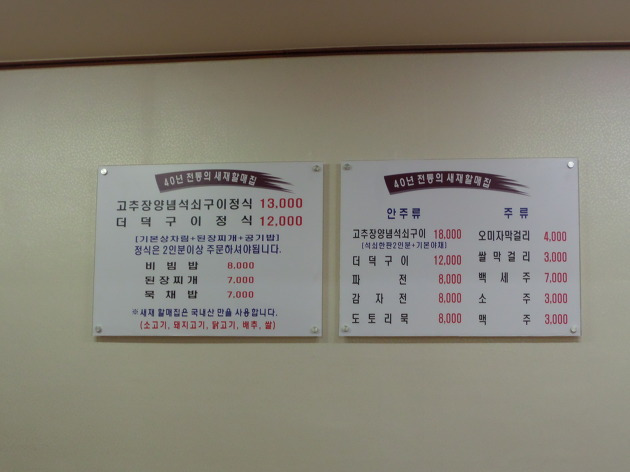 40년 전통의 새재할매집
고추장양념석쇠구이정식 13,000
더덕구이정식 12,000
[기본상차림+된장찌개+공기밥]
정식은 2인분이상 주문하셔야됩니다.
비빔밥 8,000
된장찌개 7,000
묵채밥 7,000
※새재 할매집은 국내산 만을 사용합니다.
(소고기, 돼지고기, 닭고기, 배추, 쌀)
40년 전통의 새재할매집
안주류
고추장양념석쇠구이 18,000
(석쇠한판2인분+기본야채)
더덕구이 12,000
파전 8,000
감자전 8,000
도토리묵 8,000
주류
오미자막걸리 4,000
쌀막걸리 3,000
백세주 7,000
소주 3,000
맥주 3,000